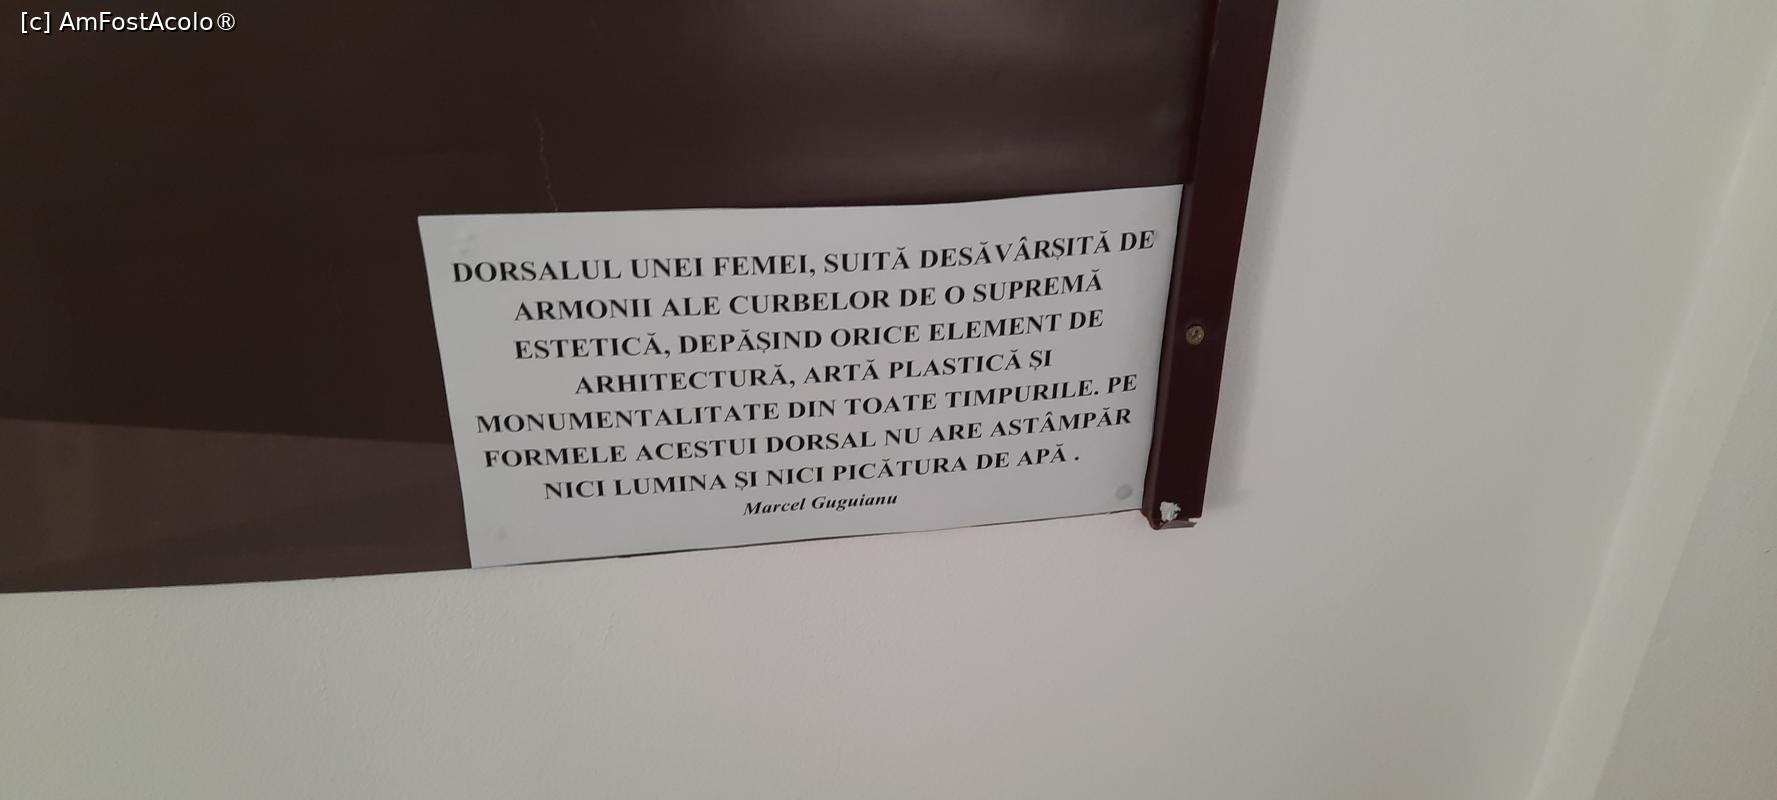 [c] AmFostAcolo®
DORSALUL UNEI FEMEI, SUITĂ DESĂVÂRȘITĂ DE
ARMONII ALE CURBELOR DE O SUPREMĂ
ESTETICĂ, DEPĂȘIND ORICE ELEMENT DE
ARHITECTURĂ, ARTĂ PLASTICĂ ȘI
MONUMENTALITATE DIN TOATE TIMPURILE. PE
FORMELE ACESTUI DORSAL NU ARE ASTÂMPĂR
NICI LUMINA ȘI NICI PICĂTURA DE APĂ .
Marcel Guguianu